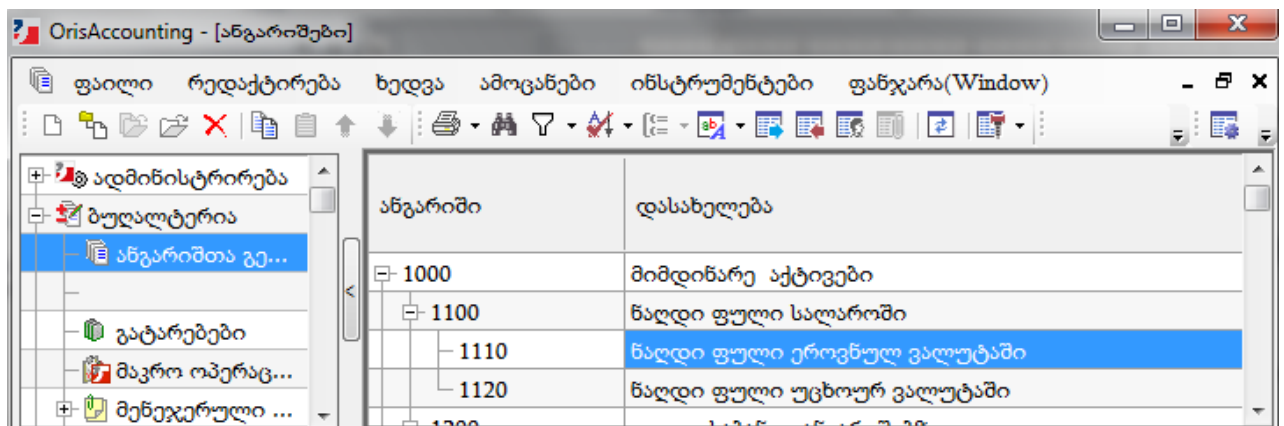 OrisAccounting - [ანგარიშები]
ფაილი რედაქტირება ხედვა ამოცანები ინსტრუმენტები ფანჯარა(Window)
ადმინისტრირება
ბუღალტერია
ანგარიშთა გე...
გატარებები
მაკრო ოპერაც...
მენეჯერული ...
ანგარიში დასახელება
1000 მიმდინარე აქტივები
1100 ნაღდი ფული სალაროში
1110 ნაღდი ფული ეროვნულ ვალუტაში
1120 ნაღდი ფული უცხოურ ვალუტაში
1200